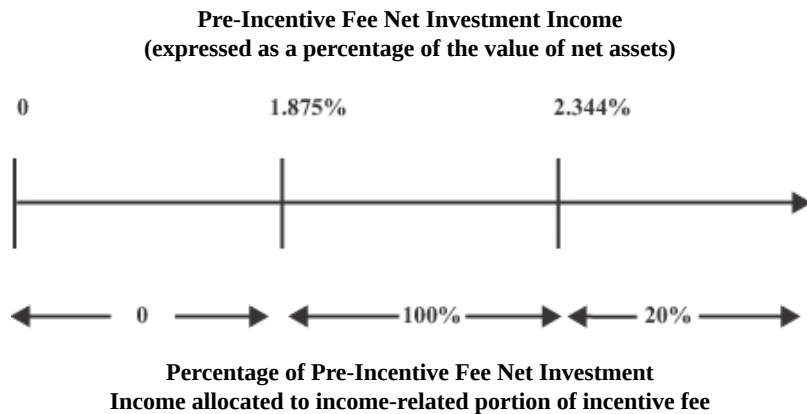 Pre-Incentive Fee Net Investment Income
(expressed as a percentage of the value of net assets)
0 1.875% 2.344%
0 100% 20%
Percentage of Pre-Incentive Fee Net Investment
Income allocated to income-related portion of incentive fee